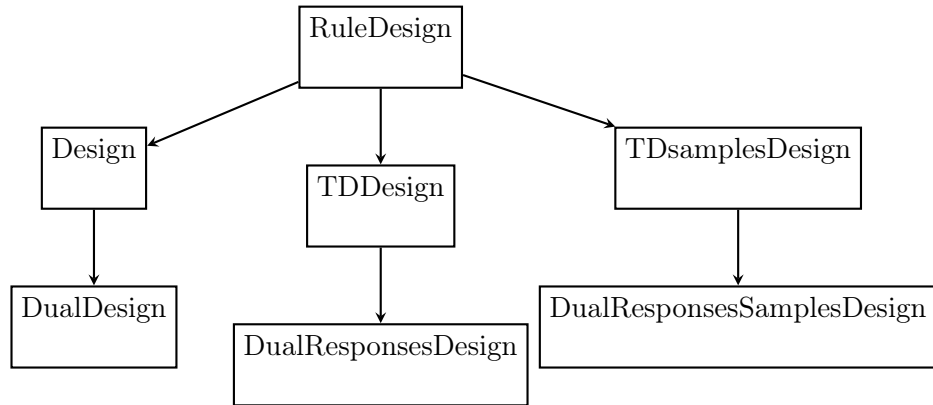 RuleDesign
Design
TDDesign
TDsamplesDesign
DualDesign
DualResponsesDesign
DualResponsesSamplesDesign